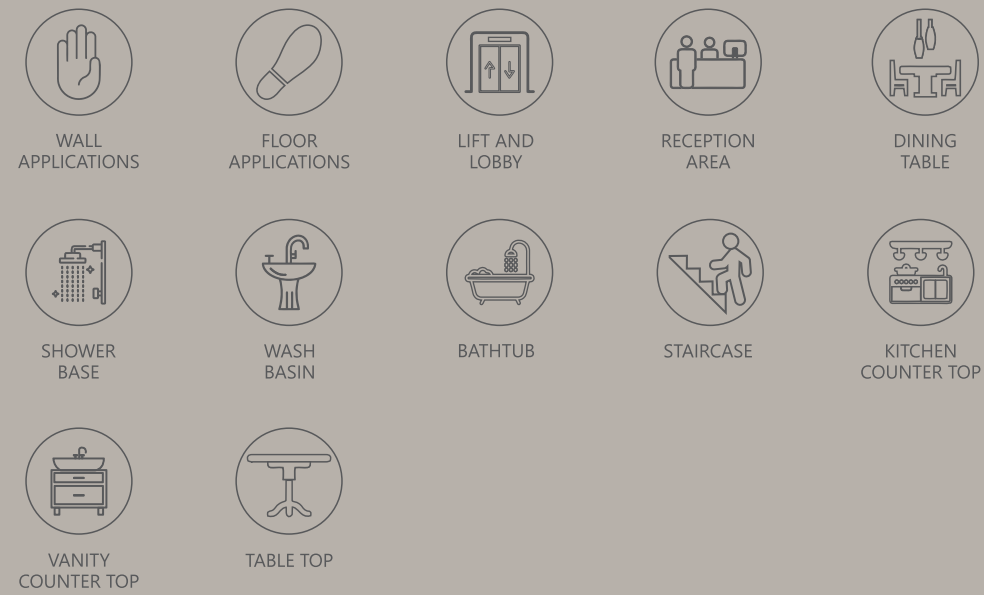 WALL
APPLICATIONS
FLOOR
APPLICATIONS
LIFT AND
LOBBY
RECEPTION
AREA
DINING
TABLE
SHOWER
BASE
WASH
BASIN
BATHTUB
STAIRCASE
KITCHEN
COUNTER TOP
VANITY
COUNTER TOP
TABLE TOP